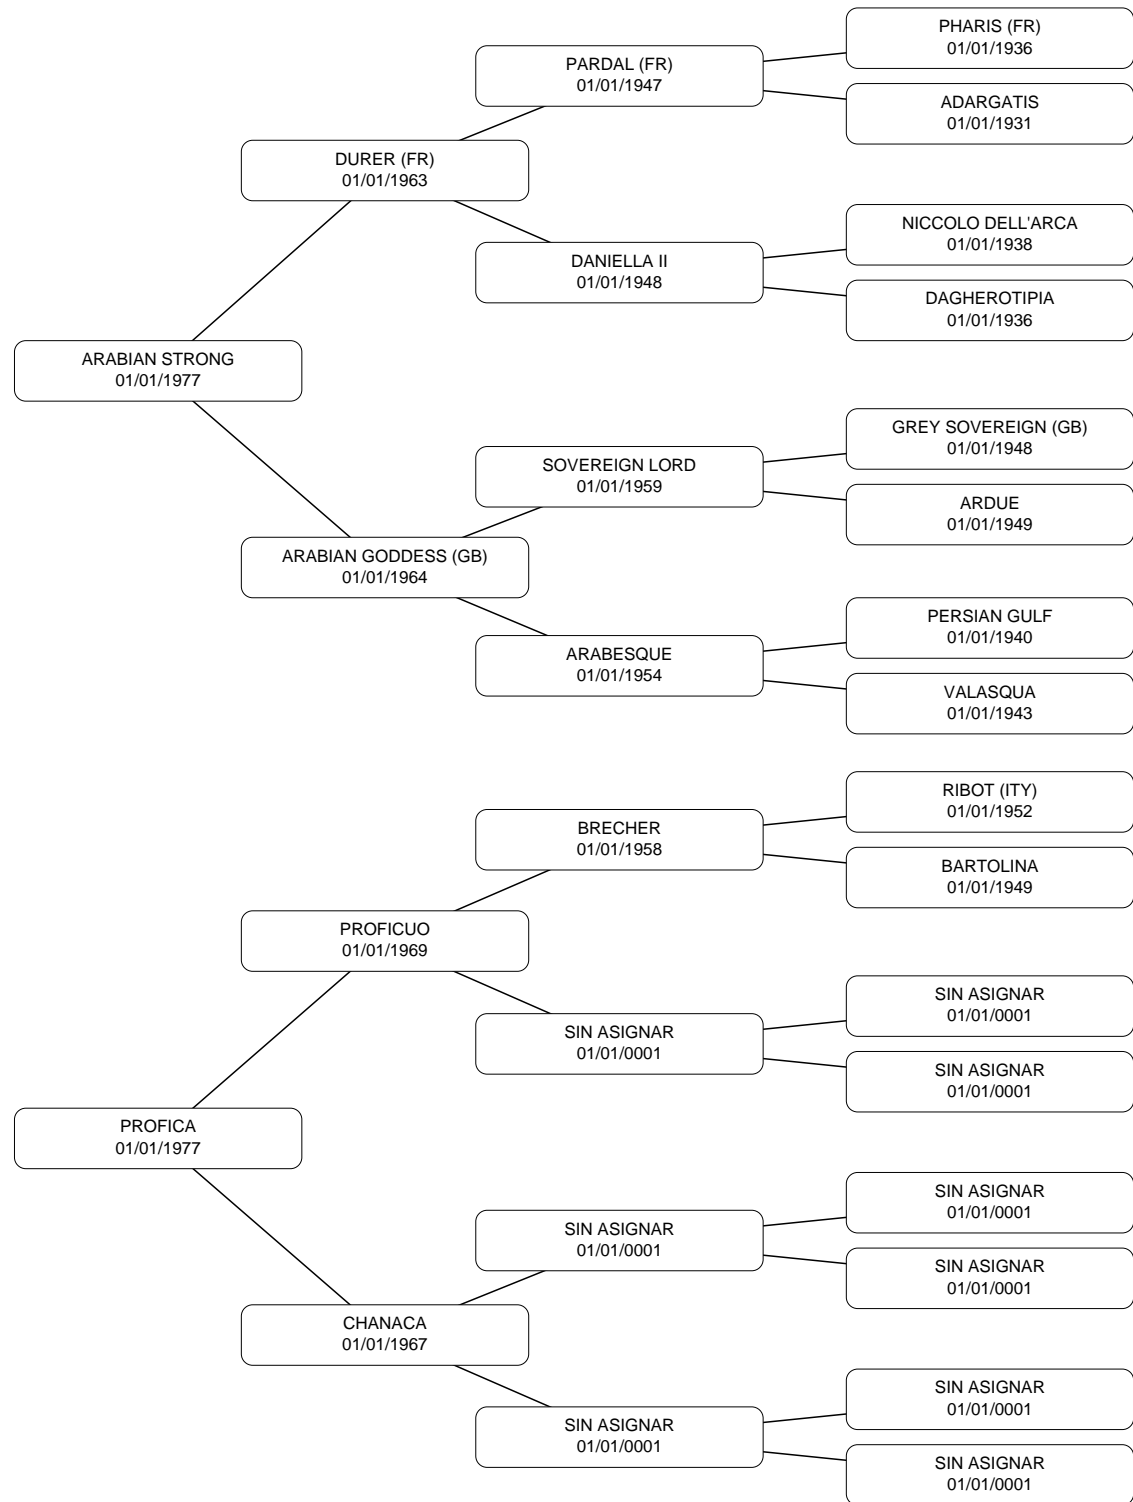 PHARIS (FR)
01/01/1936
PARDAL (FR)
01/01/1947
ADARGATIS
01/01/1931
DURER (FR)
01/01/1963
NICCOLO DELL'ARCA
01/01/1938
DANIELLA II
01/01/1948
DAGHEROTIPIA
01/01/1936
ARABIAN STRONG
01/01/1977
GREY SOVEREIGN (GB)
01/01/1948
SOVEREIGN LORD
01/01/1959
ARDUE
01/01/1949
ARABIAN GODDESS (GB)
01/01/1964
PERSIAN GULF
01/01/1940
ARABESQUE
01/01/1954
VALASQUA
01/01/1943
RIBOT (ITY)
01/01/1952
BRECHER
01/01/1958
BARTOLINA
01/01/1949
PROFICUO
01/01/1969
SIN ASIGNAR
01/01/0001
SIN ASIGNAR
01/01/0001
SIN ASIGNAR
01/01/0001
PROFICA
01/01/1977
SIN ASIGNAR
01/01/0001
SIN ASIGNAR
01/01/0001
SIN ASIGNAR
01/01/0001
CHANACA
01/01/1967
SIN ASIGNAR
01/01/0001
SIN ASIGNAR
01/01/0001
SIN ASIGNAR
01/01/0001